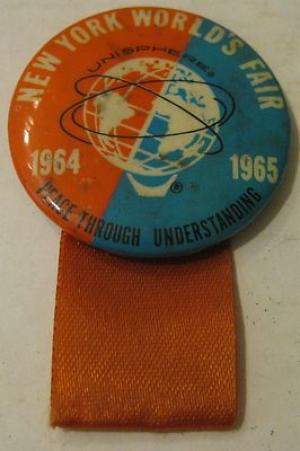 NEW YORK WORLD'S FAIR
UNISPHERE
1964
1965
®
PEACE THROUGH UNDERSTANDING